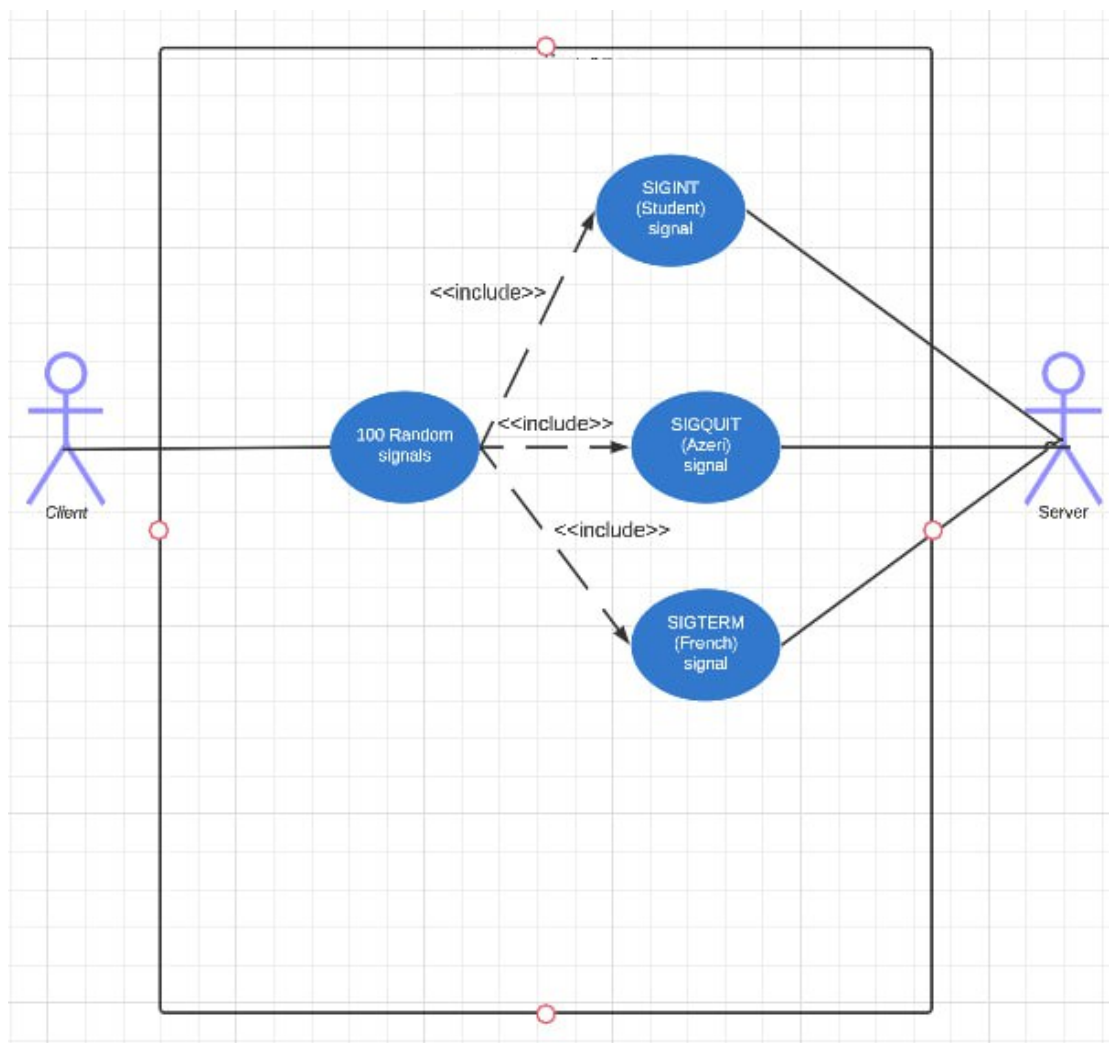 SIGINT
(Student)
signal
<<include>>
<<include>>
100 Random
signals
SIGQUIT
(Azeri)
signal
Client
Server
<<include>>
SIGTERM
(French)
signal